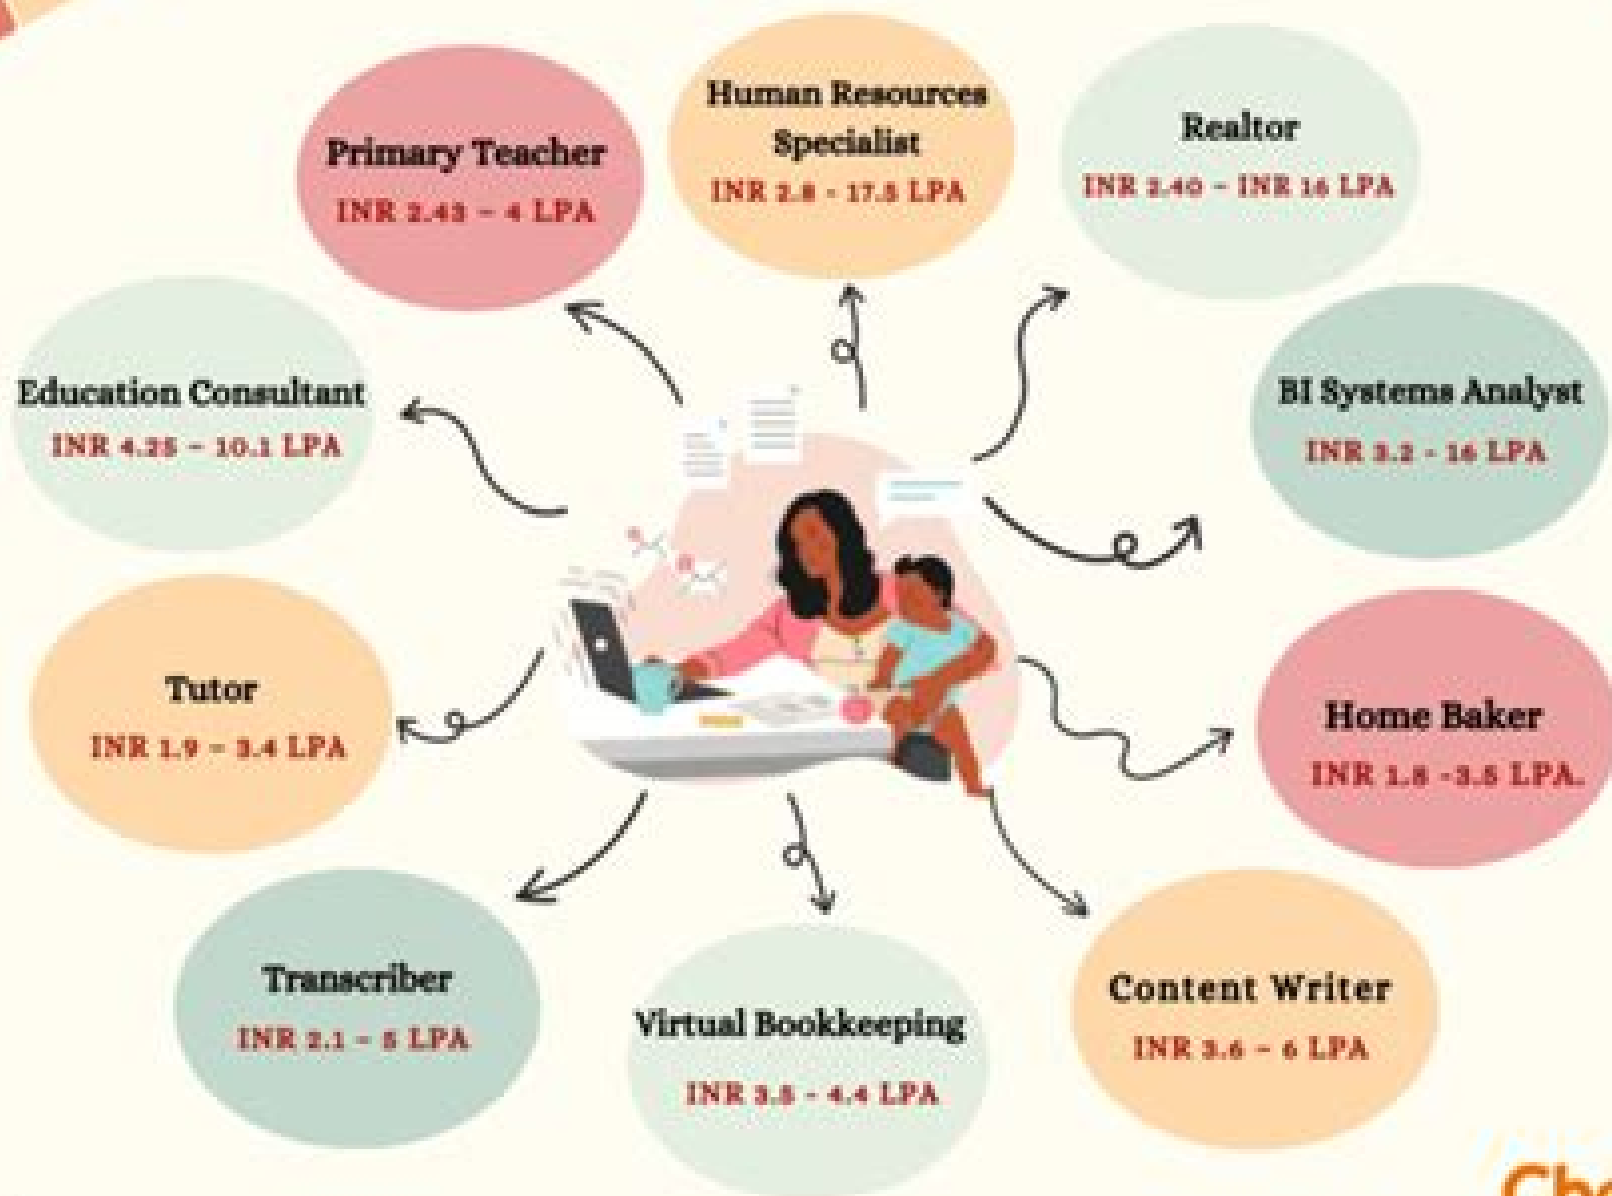 Human Resources
Specialist
INR 2.8 - 17.5 LPA
Realtor
INR 2.40 – INR 16 LPA
Primary Teacher
INR 2.43 – 4 LPA
BI Systems Analyst
INR 3.2 - 16 LPA
Education Consultant
INR 4.25 – 10.1 LPA
Tutor
INR 1.9 – 3.4 LPA
Home Baker
INR 1.8 -3.5 LPA.
Transcriber
INR 2.1 – 5 LPA
Virtual Bookkeeping
INR 3.5 - 4.4 LPA
Content Writer
INR 3.6 – 6 LPA